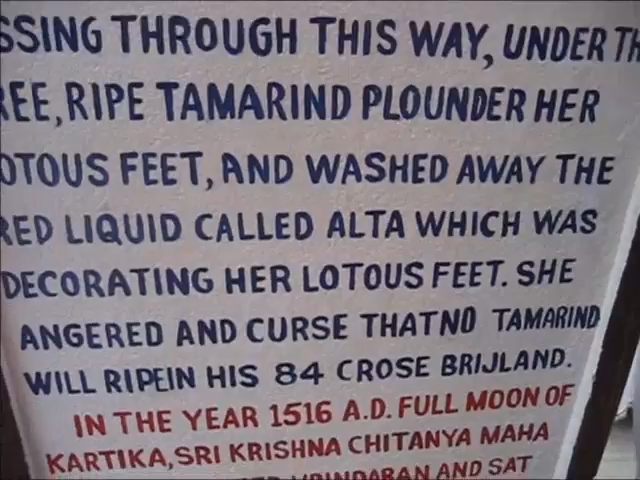 SSING THROUGH THIS WAY, UNDER TH
REE, RIPE TAMARIND PLOUNDER HER
OTOUS FEET, AND WASHED AWAY THE
RED LIQUID CALLED ALTA WHICH WAS
DECORATING HER LOTOUS FEET. SHE
ANGERED AND CURSE THATNO TAMARIND
WILL RIPEIN HIS 84 CROSE BRIJLAND.
IN THE YEAR 1516 A.D. FULL MOON OF
KARTIKA, SRI KRISHNA CHITANYA MAHA
VRINDABAN AND SAT